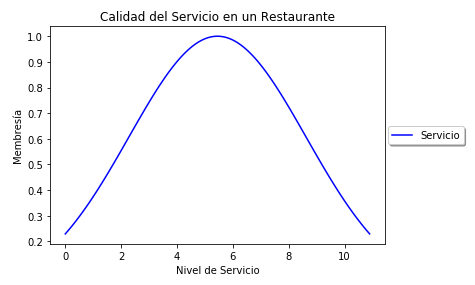 Calidad del Servicio en un Restaurante
1.0
0.9
0.8
0.7
0.6
0.5
0.4
0.3
0.2
Membresía
0 2 4 6 8 10
Nivel de Servicio
Servicio